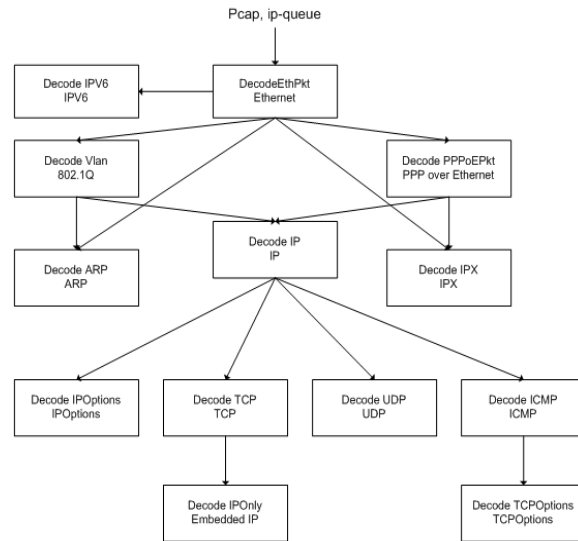 Pcap, ip-queue
Decode IPV6
IPV6
DecodeEthPkt
Ethernet
Decode Vlan
802.1Q
Decode PPPoEPkt
PPP over Ethernet
Decode IP
IP
Decode ARP
ARP
Decode IPX
IPX
Decode IPOptions
IPOptions
Decode TCP
TCP
Decode UDP
UDP
Decode ICMP
ICMP
Decode IPOnly
Embedded IP
Decode TCPOptions
TCPOptions